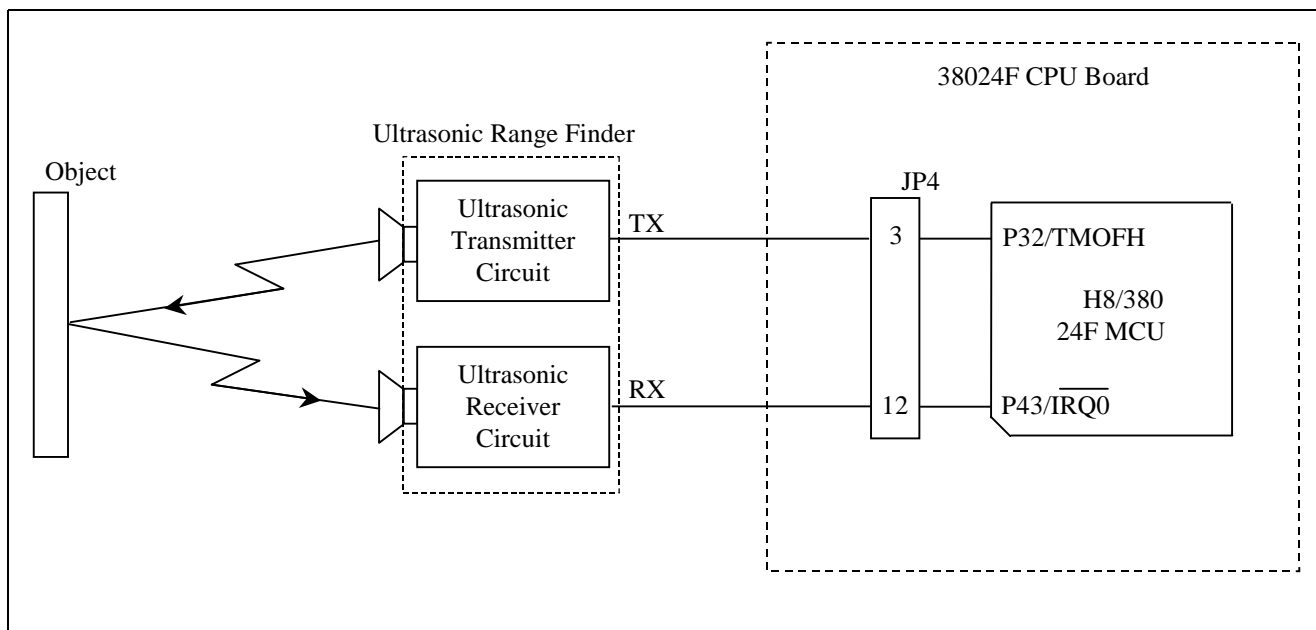 38024F CPU Board
Ultrasonic Range Finder
Object
JP4
Ultrasonic
Transmitter
Circuit
TX
3
P32/TMOFH
H8/380
24F MCU
Ultrasonic
Receiver
Circuit
RX
12
P43/I̅R̅Q̅0̅